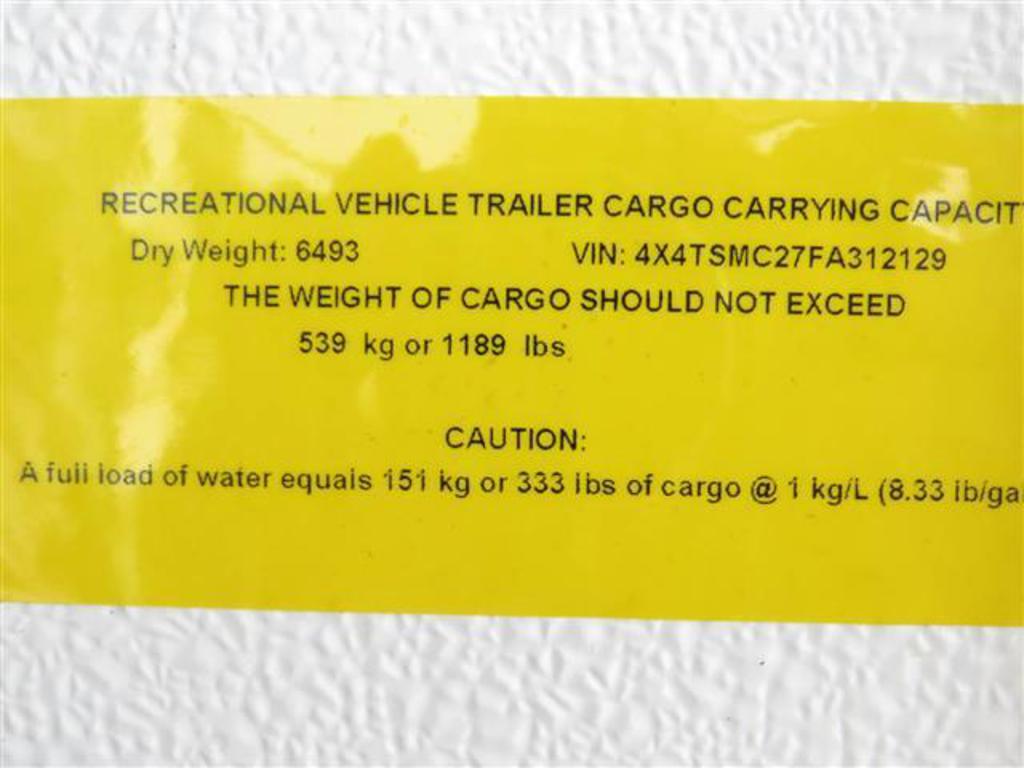 RECREATIONAL VEHICLE TRAILER CARGO CARRYING CAPACIT
Dry Weight: 6493 VIN: 4X4TSMC27FA312129
THE WEIGHT OF CARGO SHOULD NOT EXCEED
539 kg or 1189 lbs
CAUTION:
A full load of water equals 151 kg or 333 lbs of cargo @ 1 kg/L (8.33 lb/gal